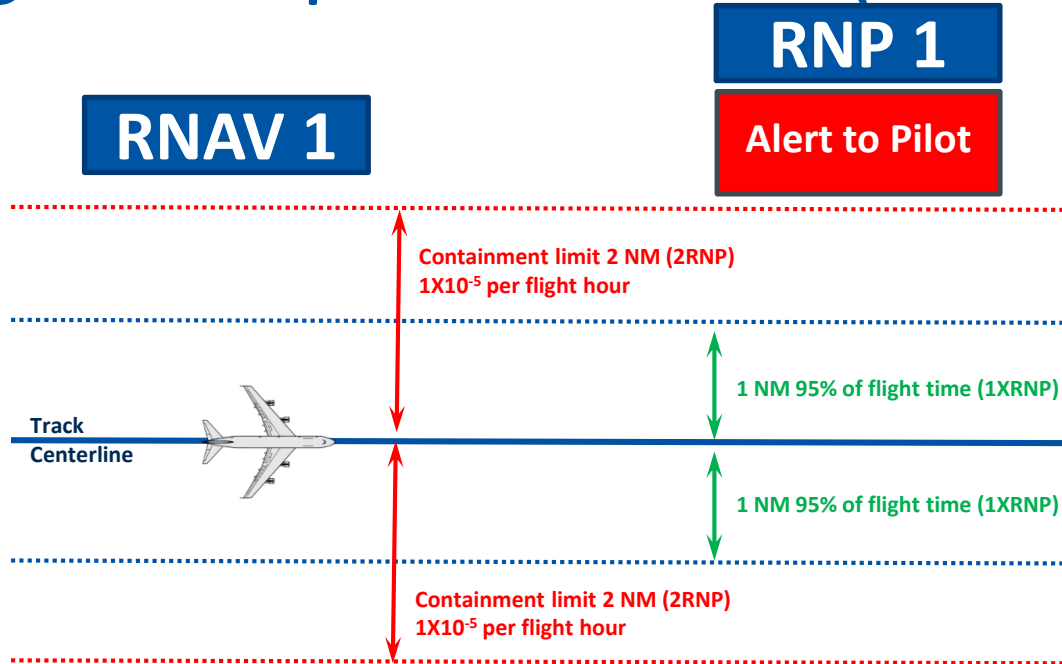 RNP 1
RNAV 1
Alert to Pilot
Containment limit 2 NM (2RNP)
1X10⁻⁵ per flight hour
1 NM 95% of flight time (1XRNP)
Track
Centerline
1 NM 95% of flight time (1XRNP)
Containment limit 2 NM (2RNP)
1X10⁻⁵ per flight hour